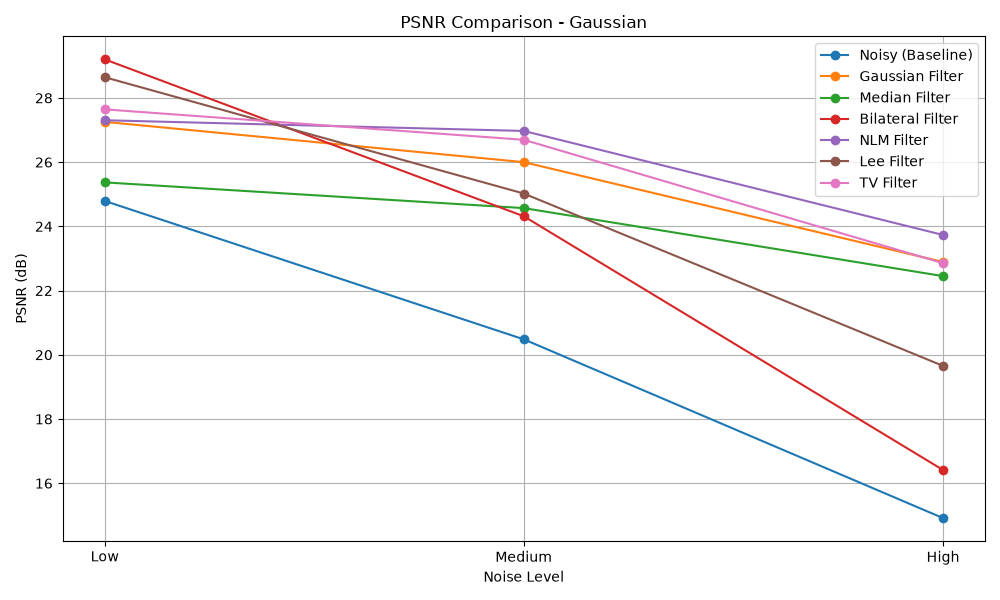 PSNR Comparison - Gaussian
PSNR (dB)
28
26
24
22
20
18
16
Noisy (Baseline)
Gaussian Filter
Median Filter
Bilateral Filter
NLM Filter
Lee Filter
TV Filter
Low
Medium
High
Noise Level